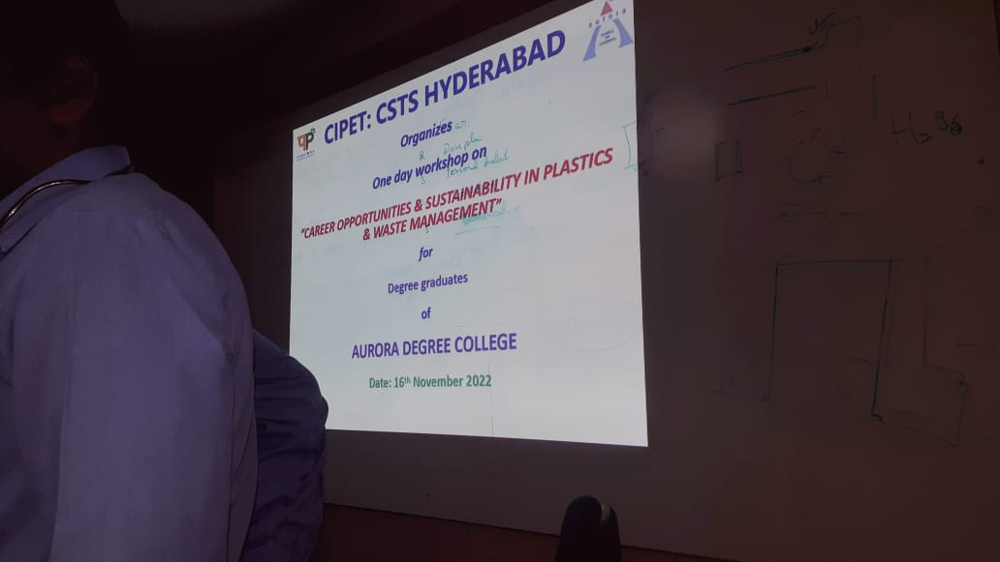 aurora
CIPET: CSTS HYDERABAD
Organizes
One day workshop on
"CAREER OPPORTUNITIES & SUSTAINABILITY IN PLASTICS
& WASTE MANAGEMENT"
for
Degree graduates
of
AURORA DEGREE COLLEGE
Date: 16th November 2022